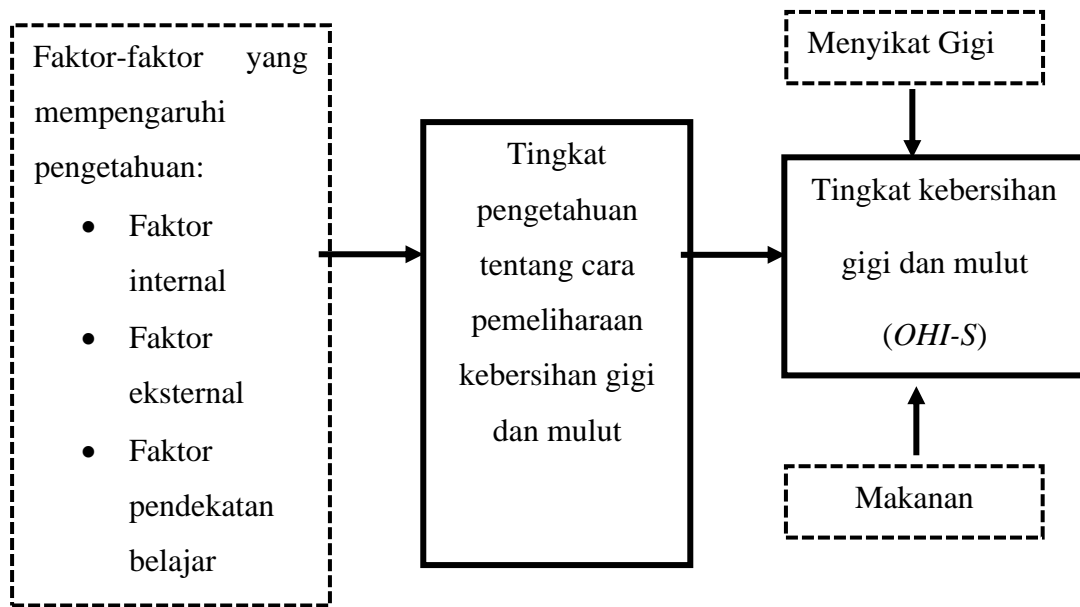 Faktor-faktor yang
mempengaruhi
pengetahuan:
• Faktor
internal
• Faktor
eksternal
• Faktor
pendekatan
belajar
Tingkat
pengetahuan
tentang cara
pemeliharaan
kebersihan gigi
dan mulut
Menyikat Gigi
Tingkat kebersihan
gigi dan mulut
(OHI-S)
Makanan